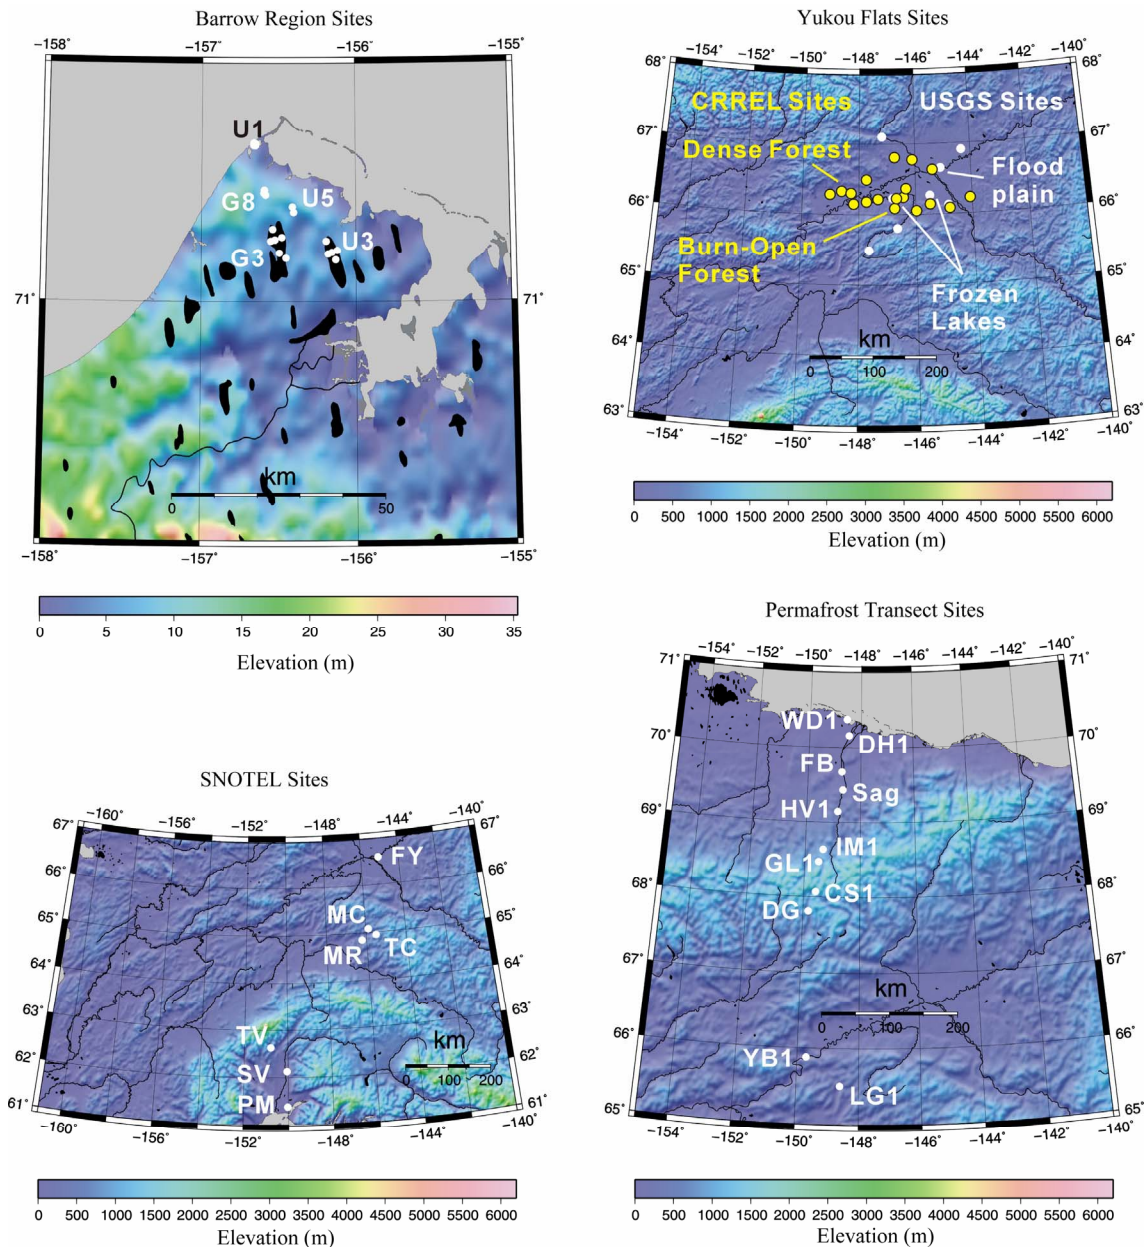 Barrow Region Sites
−158˚ −157˚ −156˚ −155˚
U1
G8 U5
G3 U3
71˚ 71˚
km
0 50
−158˚ −157˚ −156˚ −155˚
0 5 10 15 20 25 30 35
Elevation (m)
Yukou Flats Sites
−154˚ −152˚ −150˚ −148˚ −146˚ −144˚ −142˚ −140˚
68˚ 68˚
CRREL Sites USGS Sites
67˚ 67˚
Dense Forest
Flood
plain
66˚ 66˚
Burn-Open
Forest
65˚ 65˚
Frozen
Lakes
64˚ 64˚
km
0 100 200
63˚ 63˚
−154˚ −152˚ −150˚ −148˚ −146˚ −144˚ −142˚ −140˚
0 500 1000 1500 2000 2500 3000 3500 4000 4500 5000 5500 6000
Elevation (m)
SNOTEL Sites
−160˚ −156˚ −152˚ −148˚ −144˚ −140˚
67˚ 67˚
FY
66˚ 66˚
MC
65˚ 65˚
MR TC
64˚ 64˚
63˚ 63˚
TV
km
62˚ 62˚
0 100 200
SV
PM
61˚ 61˚
−160˚ −156˚ −152˚ −148˚ −144˚ −140˚
0 500 1000 1500 2000 2500 3000 3500 4000 4500 5000 5500 6000
Elevation (m)
Permafrost Transect Sites
−154˚ −152˚ −150˚ −148˚ −146˚ −144˚ −142˚ −140˚
71˚ 71˚
WD1
70˚ 70˚
DH1
FB
Sag
69˚ HV1 69˚
IM1
GL1
68˚ 68˚
CS1
DG
67˚ 67˚
km
0 100 200
66˚ 66˚
YB1
LG1
65˚ 65˚
−154˚ −152˚ −150˚ −148˚ −146˚ −144˚ −142˚ −140˚
0 500 1000 1500 2000 2500 3000 3500 4000 4500 5000 5500 6000
Elevation (m)